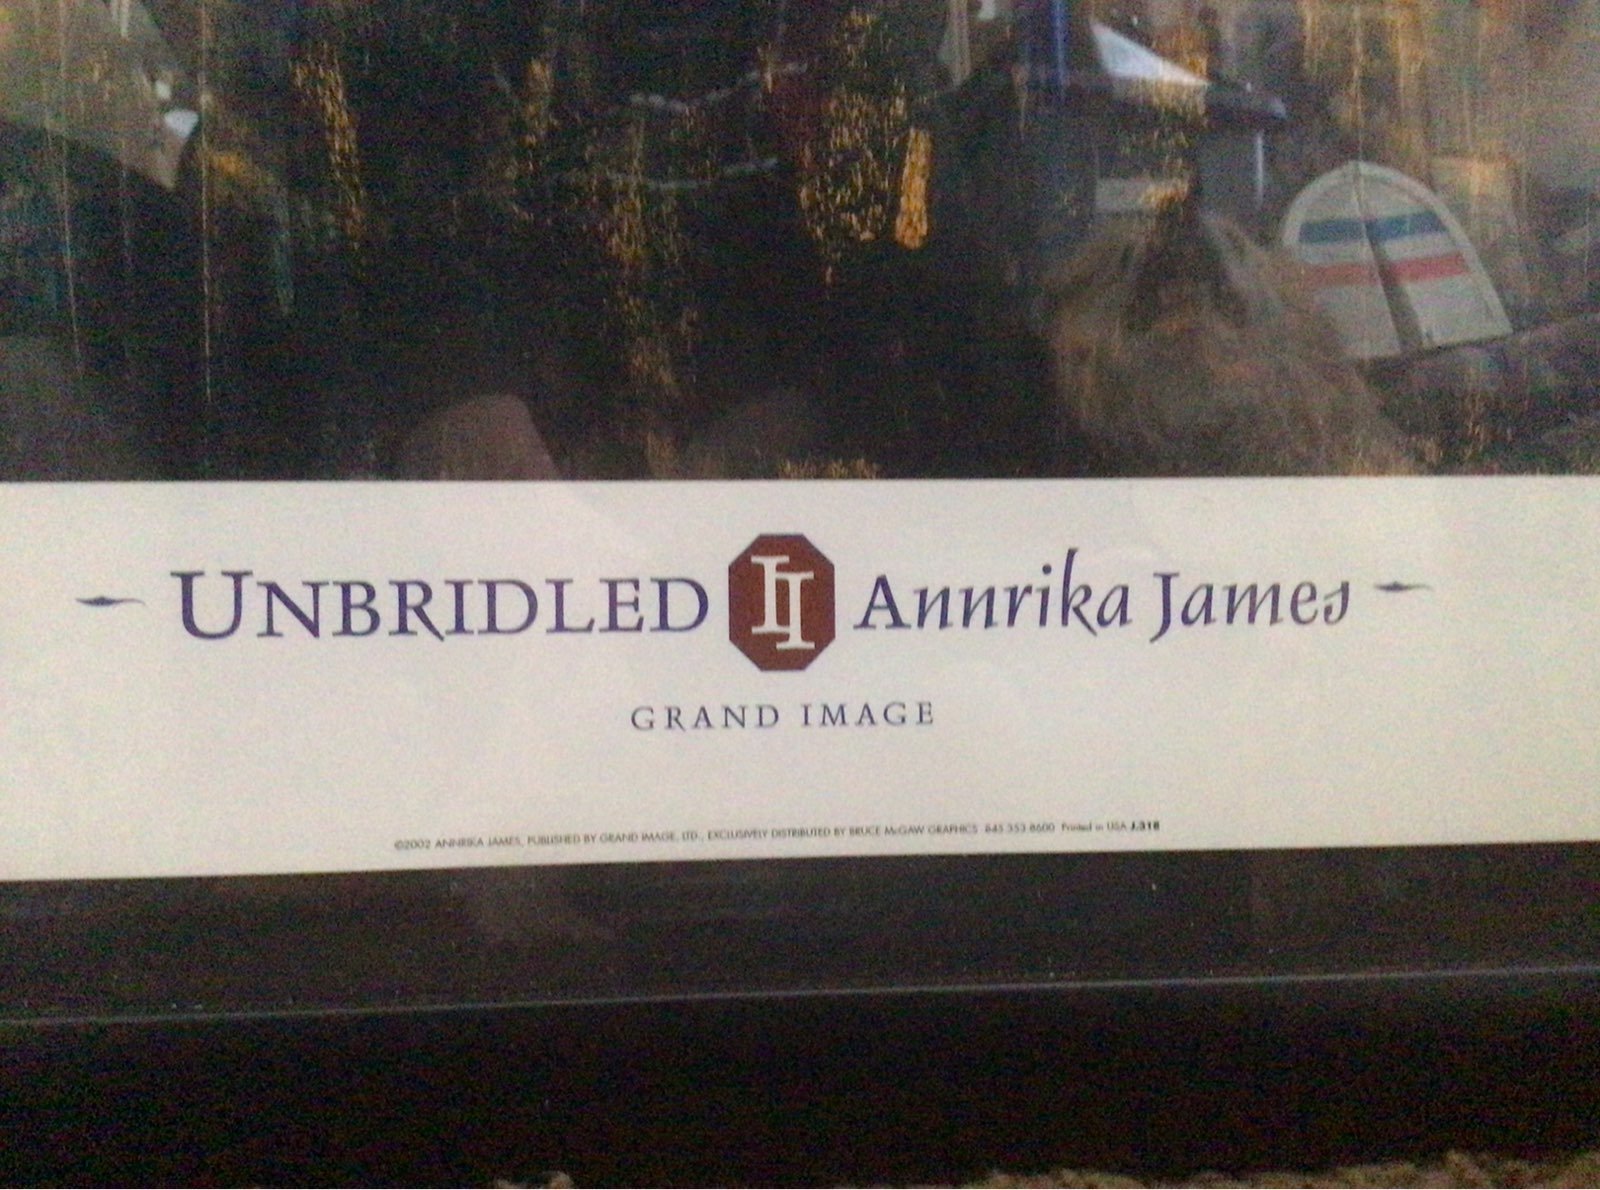 UNBRIDLED II Annrika James
GRAND IMAGE
©2002 ANNRIKA JAMES, PUBLISHED BY GRAND IMAGE, LTD., EXCLUSIVELY DISTRIBUTED BY BRUCE McGAW GRAPHICS 845 353 8600 Printed in USA J-318